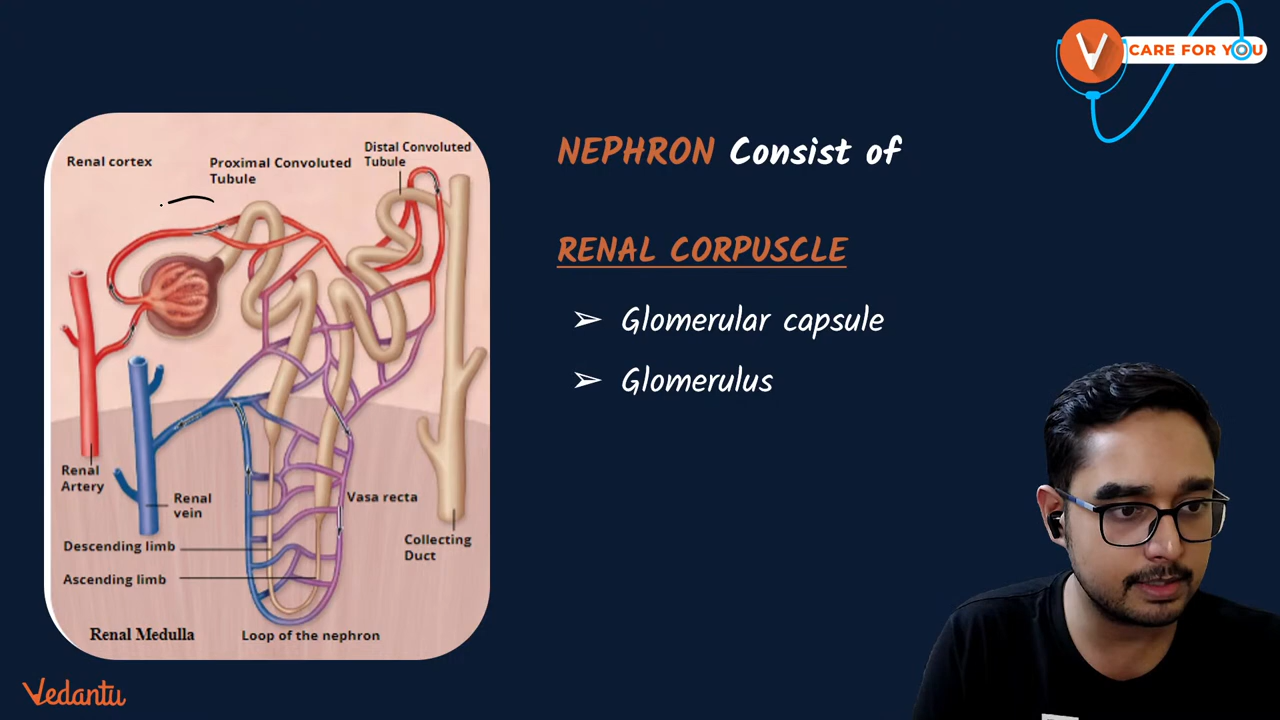 CARE FOR YOU
NEPHRON Consist of
RENAL CORPUSCLE
➢ Glomerular capsule
➢ Glomerulus
Renal cortex
Proximal Convoluted
Tubule
Distal Convoluted
Tubule
Renal
Artery
Renal
vein
Vasa recta
Collecting
Duct
Descending limb
Ascending limb
Renal Medulla
Loop of the nephron
Vedantu